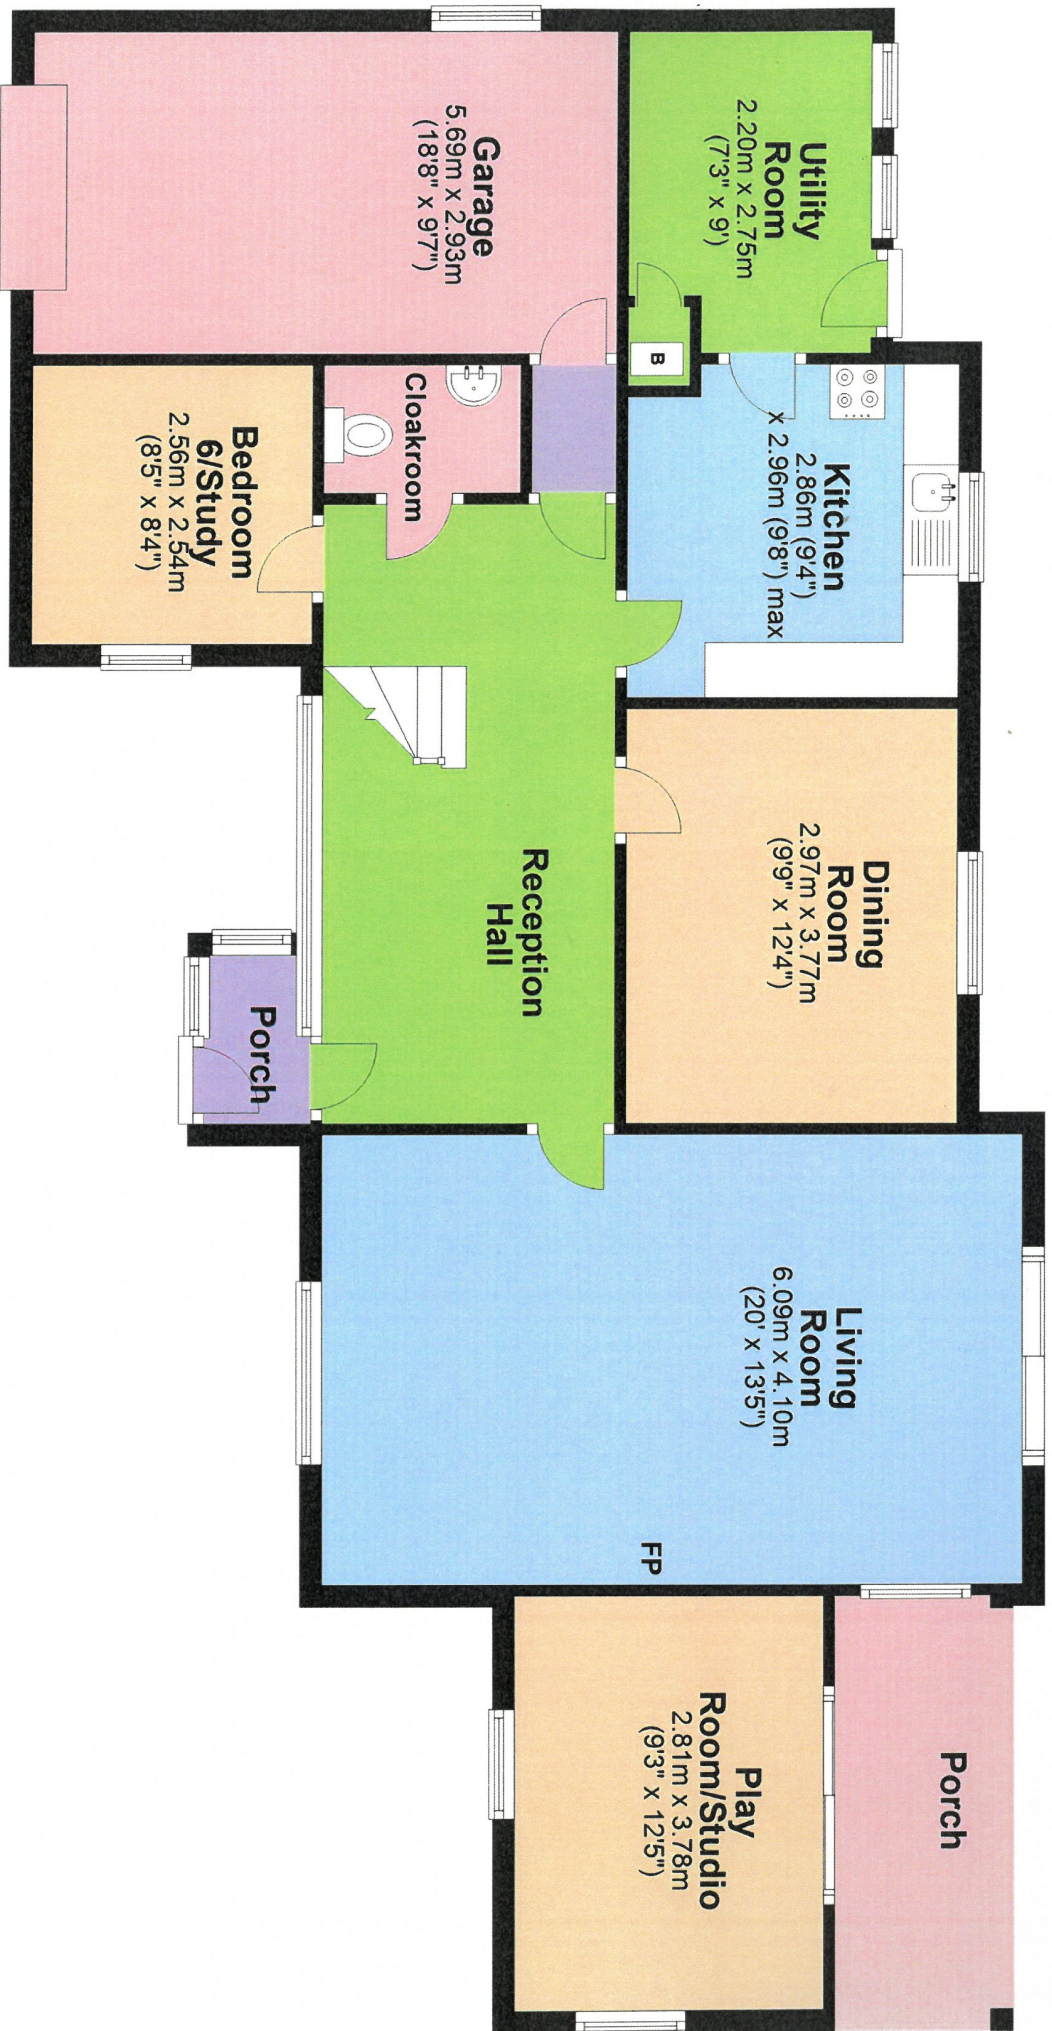 Utility
Room
2.20m x 2.75m
(7'3" x 9')
B
Kitchen
2.86m (9'4")
x 2.96m (9'8") max
Dining
Room
2.97m x 3.77m
(9'9" x 12'4")
Living
Room
6.09m x 4.10m
(20' x 13'5")
FP
Porch
Play
Room/Studio
2.81m x 3.78m
(9'3" x 12'5")
Garage
5.69m x 2.93m
(18'8" x 9'7")
Cloakroom
Reception
Hall
Bedroom
6/Study
2.56m x 2.54m
(8'5" x 8'4")
Porch